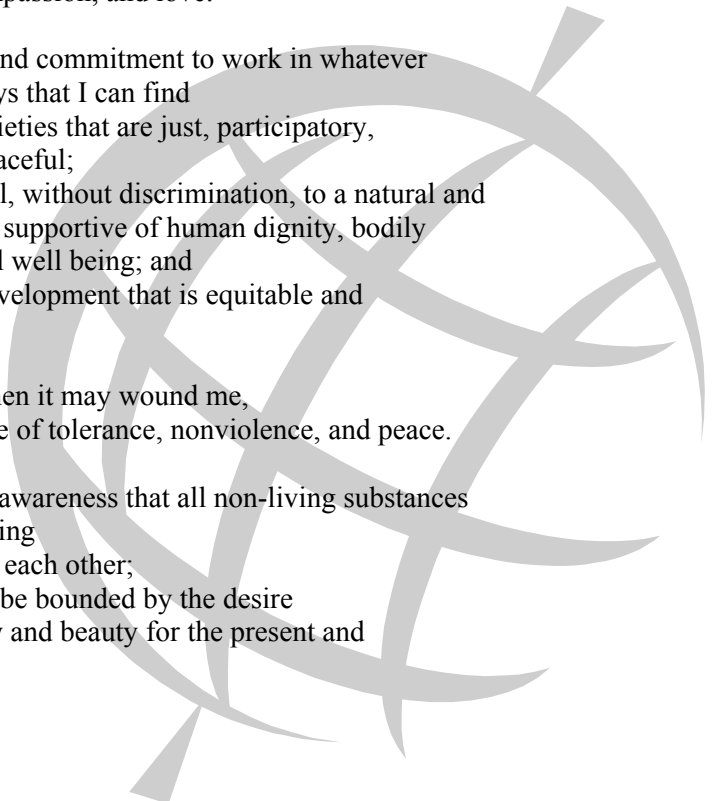 passion, and love.
nd commitment to work in whatever
ys that I can find
ieties that are just, participatory,
aceful;
l, without discrimination, to a natural and
supportive of human dignity, bodily
l well being; and
velopment that is equitable and
en it may wound me,
e of tolerance, nonviolence, and peace.
awareness that all non-living substances
ing
each other;
be bounded by the desire
y and beauty for the present and